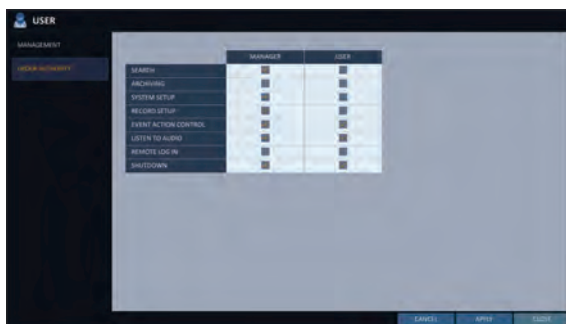 USER
MANAGEMENT
GROUP AUTHORITY
MANAGER USER
SEARCH
ARCHIVING
SYSTEM SETUP
RECORD SETUP
EVENT ACTION CONTROL
LISTEN TO AUDIO
REMOTE LOG IN
SHUTDOWN
CANCEL APPLY CLOSE